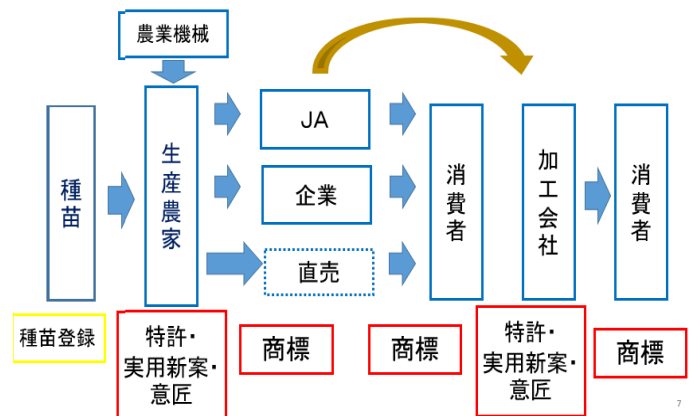 農業機械
種苗
生産農家
JA
企業
直売
消費者
加工会社
消費者
種苗登録
特許・
実用新案・
意匠
商標
商標
特許・
実用新案・
意匠
商標
7